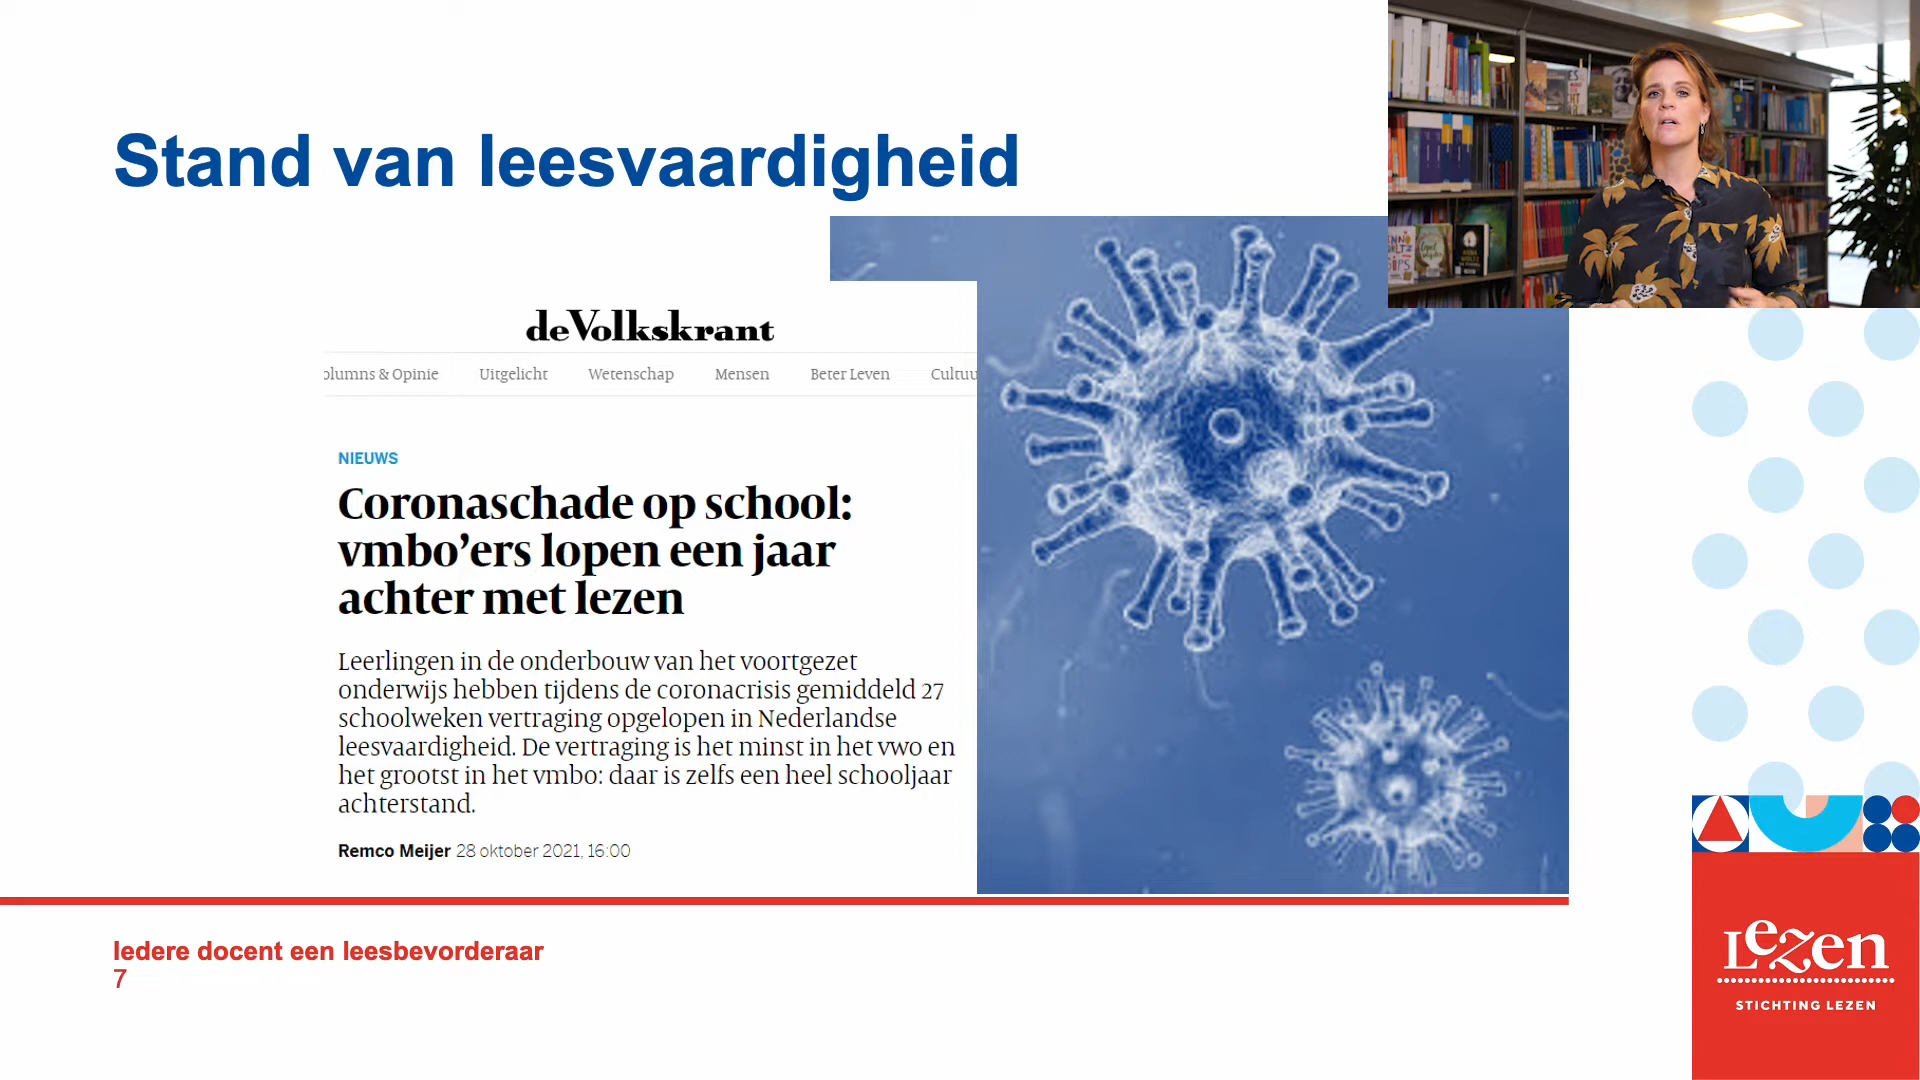 Stand van leesvaardigheid
deVolkskrant
olumns & Opinie Uitgelicht Wetenschap Mensen Beter Leven Cultuu
NIEUWS
Coronaschade op school:
vmbo'ers lopen een jaar
achter met lezen
Leerlingen in de onderbouw van het voortgezet
onderwijs hebben tijdens de coronacrisis gemiddeld 27
schoolweken vertraging opgelopen in Nederlandse
leesvaardigheid. De vertraging is het minst in het vwo en
het grootst in het vmbo: daar is zelfs een heel schooljaar
achterstand.
Remco Meijer 28 oktober 2021, 16:00
Iedere docent een leesbevorderaar
7
Lezen
STICHTING LEZEN